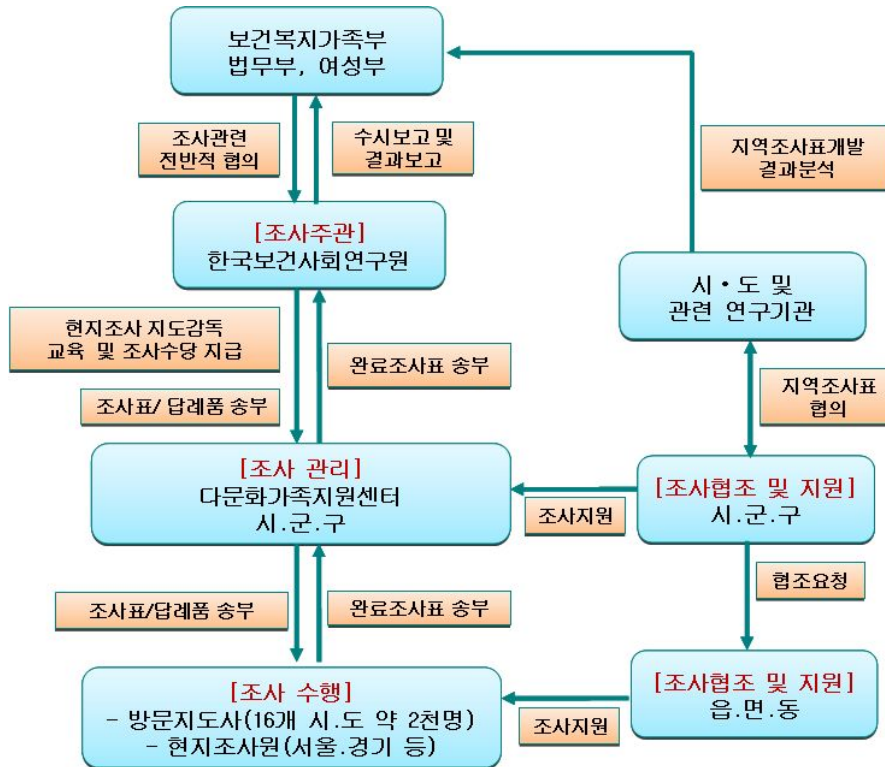 보건복지가족부
법무부, 여성부
조사관련
전반적 협의
수시보고 및
결과보고
지역조사표개발
결과분석
[조사주관]
한국보건사회연구원
시•도 및
관련 연구기관
현지조사 지도감독
교육 및 조사수당 지급
완료조사표 송부
조사표/ 답례품 송부
지역조사표
협의
[조사 관리]
다문화가족지원센터
시.군.구
조사지원
[조사협조 및 지원]
시.군.구
협조요청
조사표/답례품 송부
완료조사표 송부
[조사 수행]
- 방문지도사(16개 시.도 약 2천명)
- 현지조사원(서울.경기 등)
조사지원
[조사협조 및 지원]
읍.면.동